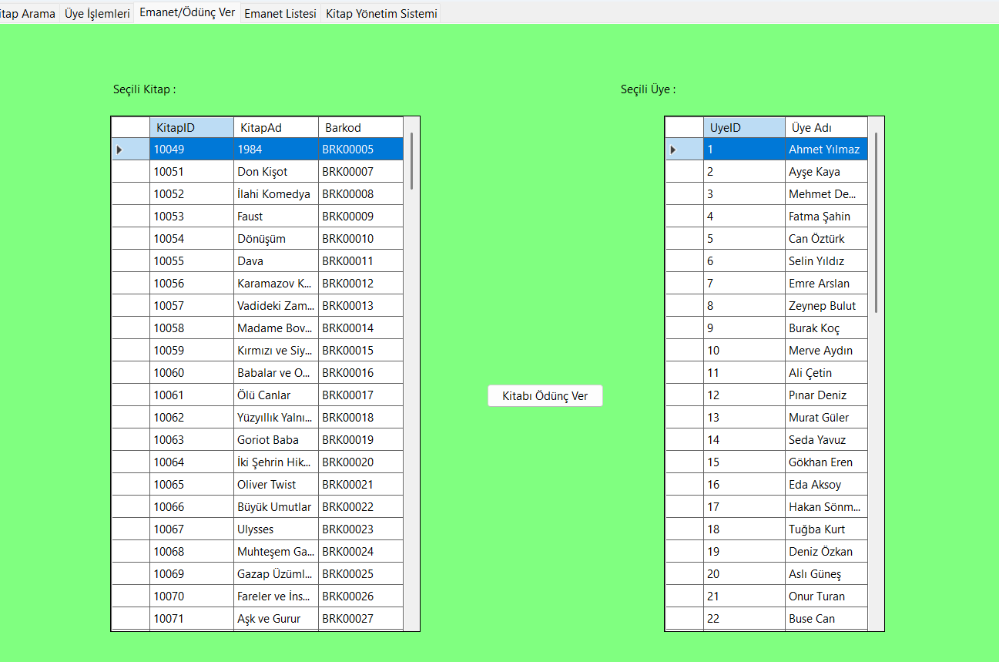 itap Arama Üye İşlemleri Emanet/Ödünç Ver Emanet Listesi Kitap Yönetim Sistemi
Seçili Kitap : Seçili Üye :
KitapID KitapAd Barkod UyeID Üye Adı
10049 1984 BRK00005 1 Ahmet Yılmaz
10051 Don Kişot BRK00007 2 Ayşe Kaya
10052 İlahi Komedya BRK00008 3 Mehmet De...
10053 Faust BRK00009 4 Fatma Şahin
10054 Dönüşüm BRK00010 5 Can Öztürk
10055 Dava BRK00011 6 Selin Yıldız
10056 Karamazov K... BRK00012 7 Emre Arslan
10057 Vadideki Zam... BRK00013 8 Zeynep Bulut
10058 Madame Bov... BRK00014 9 Burak Koç
10059 Kırmızı ve Siy... BRK00015 10 Merve Aydın
10060 Babalar ve O... BRK00016 11 Ali Çetin
10061 Ölü Canlar BRK00017 12 Pınar Deniz
Kitabı Ödünç Ver
10062 Yüzyıllık Yalnı... BRK00018 13 Murat Güler
10063 Goriot Baba BRK00019 14 Seda Yavuz
10064 İki Şehrin Hik... BRK00020 15 Gökhan Eren
10065 Oliver Twist BRK00021 16 Eda Aksoy
10066 Büyük Umutlar BRK00022 17 Hakan Sönm...
10067 Ulysses BRK00023 18 Tuğba Kurt
10068 Muhteşem Ga... BRK00024 19 Deniz Özkan
10069 Gazap Üzüml... BRK00025 20 Aslı Güneş
10070 Fareler ve İns... BRK00026 21 Onur Turan
10071 Aşk ve Gurur BRK00027 22 Buse Can